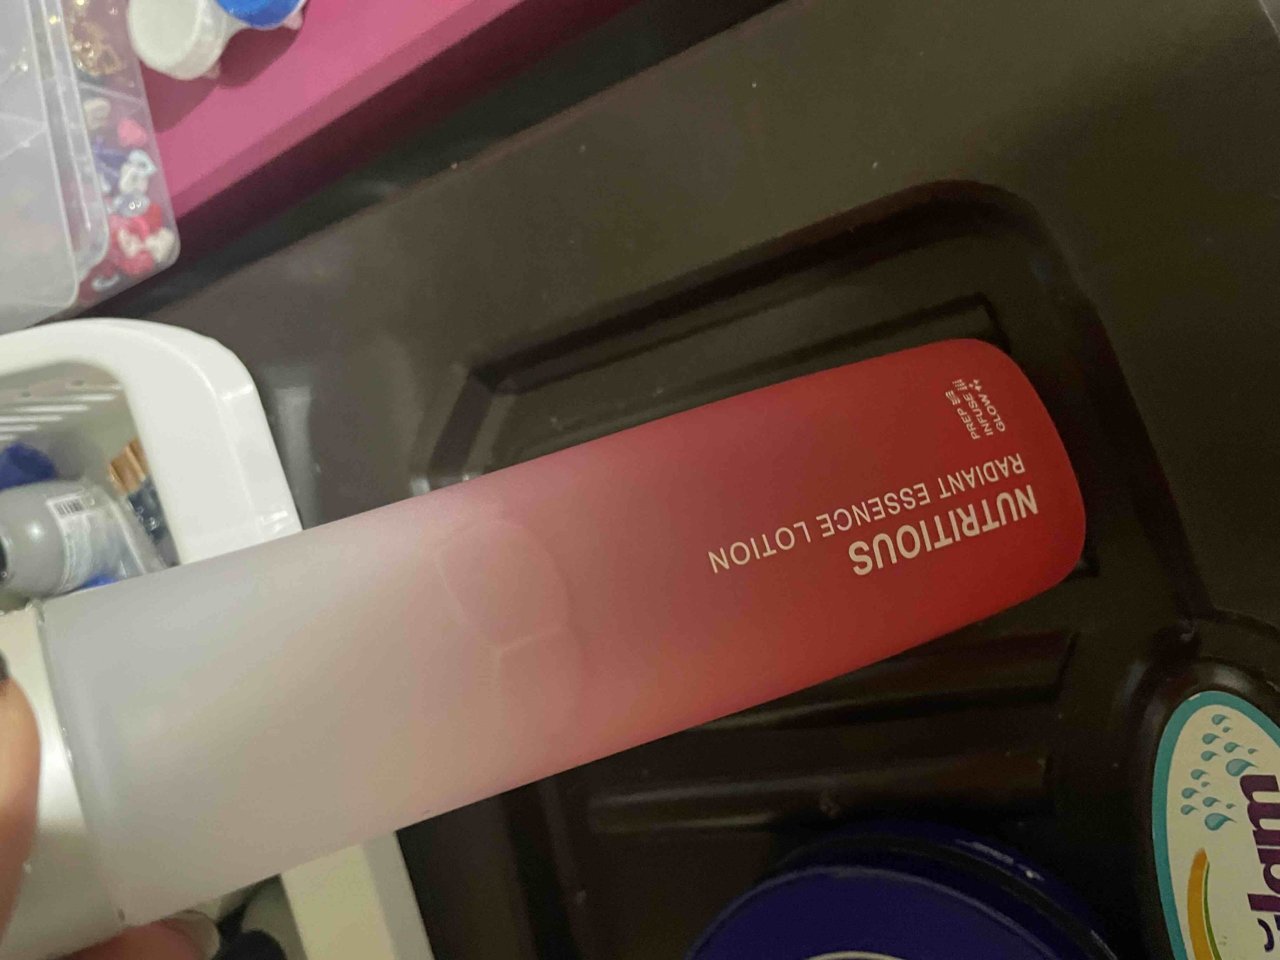 NUTRITIOUS
RADIANT ESSENCE LOTION
PREP
INFUSE
GLOW